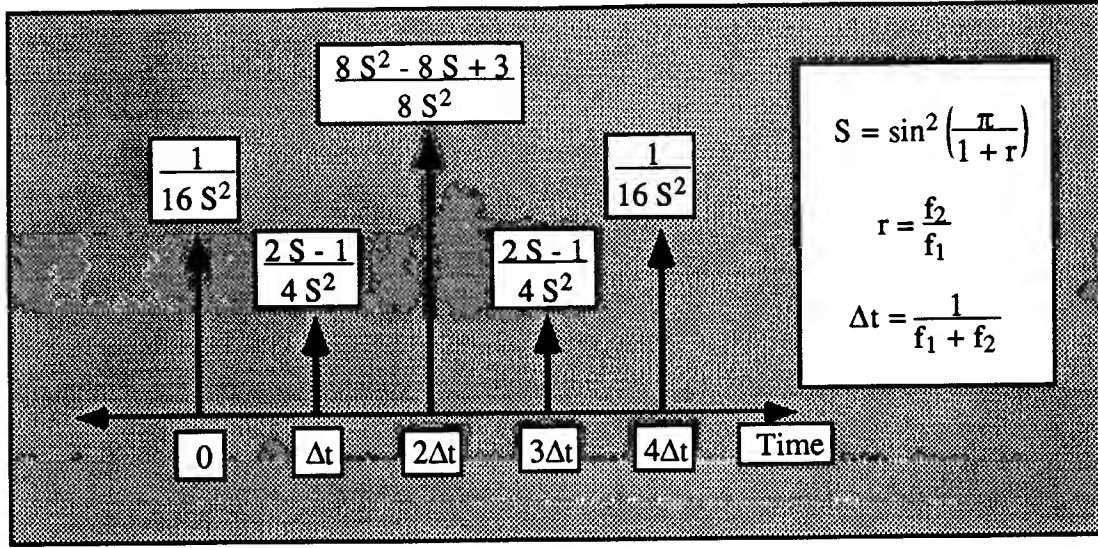 8 S² - 8 S + 3
8 S²
1
16 S²
2 S - 1
4 S²
2 S - 1
4 S²
1
16 S²
0
Δt
2Δt
3Δt
4Δt
Time
S = sin² (π / 1 + r)
r = f₂ / f₁
Δt = 1 / f₁ + f₂